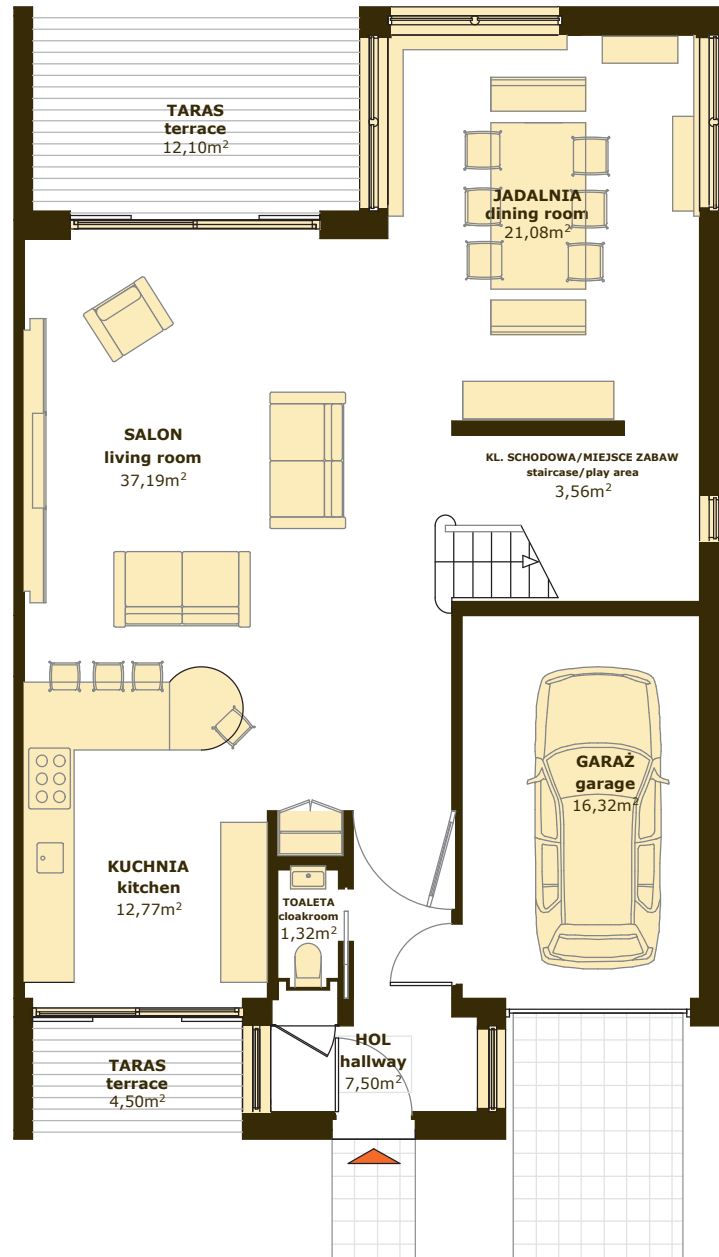 TARAS
terrace
12,10m²
JADALNIA
dining room
21,08m²
SALON
living room
37,19m²
KL. SCHODOWA/MIEJSCE ZABAW
staircase/play area
3,56m²
GARAŻ
garage
16,32m²
KUCHNIA
kitchen
12,77m²
TOALETA
cloakroom
1,32m²
HOL
hallway
7,50m²
TARAS
terrace
4,50m²